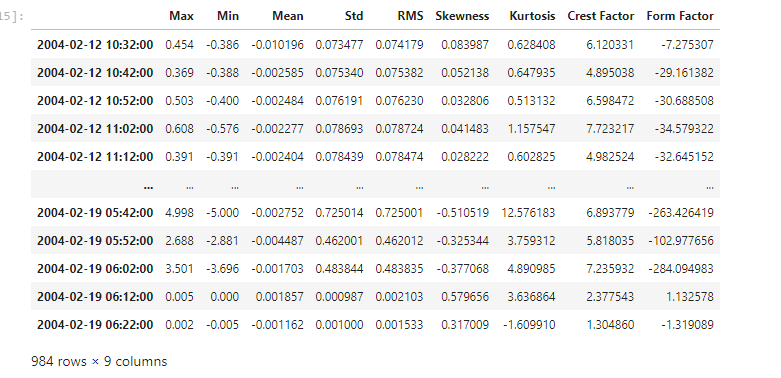 15]:
Max Min Mean Std RMS Skewness Kurtosis Crest Factor Form Factor
2004-02-12 10:32:00 0.454 -0.386 -0.010196 0.073477 0.074179 0.083987 0.628408 6.120331 -7.275307
2004-02-12 10:42:00 0.369 -0.388 -0.002585 0.075340 0.075382 0.052138 0.647935 4.895038 -29.161382
2004-02-12 10:52:00 0.503 -0.400 -0.002484 0.076191 0.076230 0.032806 0.513132 6.598472 -30.688508
2004-02-12 11:02:00 0.608 -0.576 -0.002277 0.078693 0.078724 0.041483 1.157547 7.723217 -34.579322
2004-02-12 11:12:00 0.391 -0.391 -0.002404 0.078439 0.078474 0.028222 0.602825 4.982524 -32.645152
... ... ... ... ... ... ... ... ... ...
2004-02-19 05:42:00 4.998 -5.000 -0.002752 0.725014 0.725001 -0.510519 12.576183 6.893779 -263.426419
2004-02-19 05:52:00 2.688 -2.881 -0.004487 0.462001 0.462012 -0.325344 3.759312 5.818035 -102.977656
2004-02-19 06:02:00 3.501 -3.696 -0.001703 0.483844 0.483835 -0.377068 4.890985 7.235932 -284.094983
2004-02-19 06:12:00 0.005 0.000 0.001857 0.000987 0.002103 0.579656 3.636864 2.377543 1.132578
2004-02-19 06:22:00 0.002 -0.005 -0.001162 0.001000 0.001533 0.317009 -1.609910 1.304860 -1.319089
984 rows × 9 columns